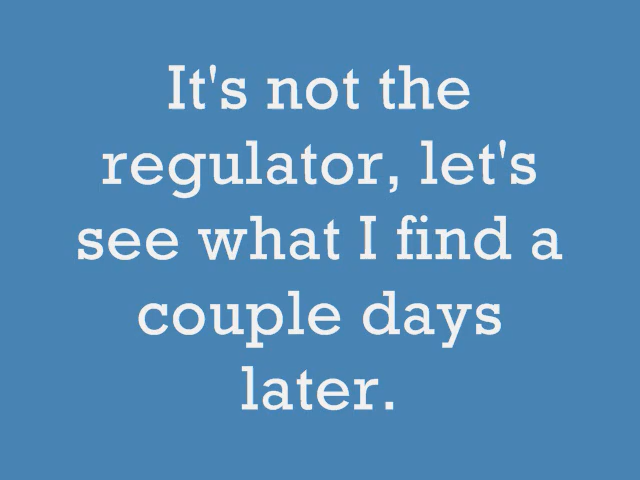 It's not the
regulator, let's
see what I find a
couple days
later.